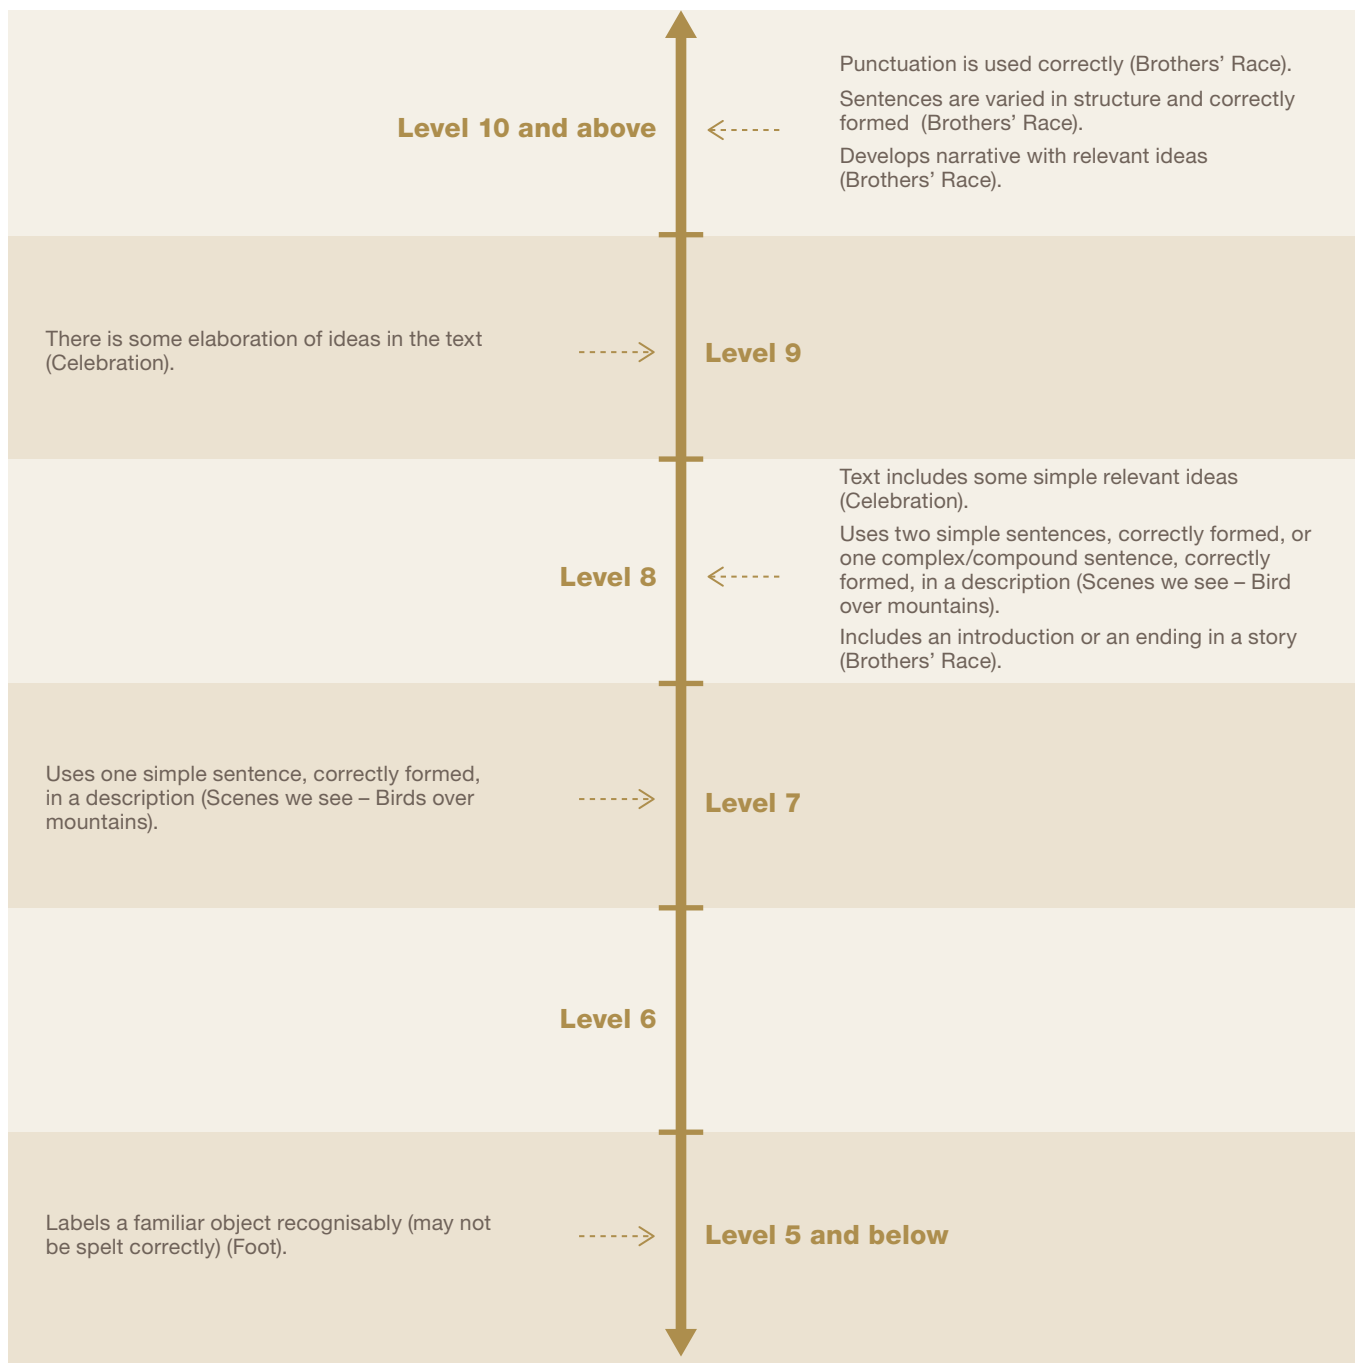 Punctuation is used correctly (Brothers’ Race).
Sentences are varied in structure and correctly
formed  (Brothers’ Race).
Develops narrative with relevant ideas
(Brothers’ Race).
Level 10 and above
There is some elaboration of ideas in the text
(Celebration).
Level 9
Text includes some simple relevant ideas
(Celebration).
Uses two simple sentences, correctly formed, or
one complex/compound sentence, correctly
formed, in a description (Scenes we see – Bird
over mountains).
Includes an introduction or an ending in a story
(Brothers’ Race).
Level 8
Uses one simple sentence, correctly formed,
in a description (Scenes we see – Birds over
mountains).
Level 7
Level 6
Labels a familiar object recognisably (may not
be spelt correctly) (Foot).
Level 5 and below